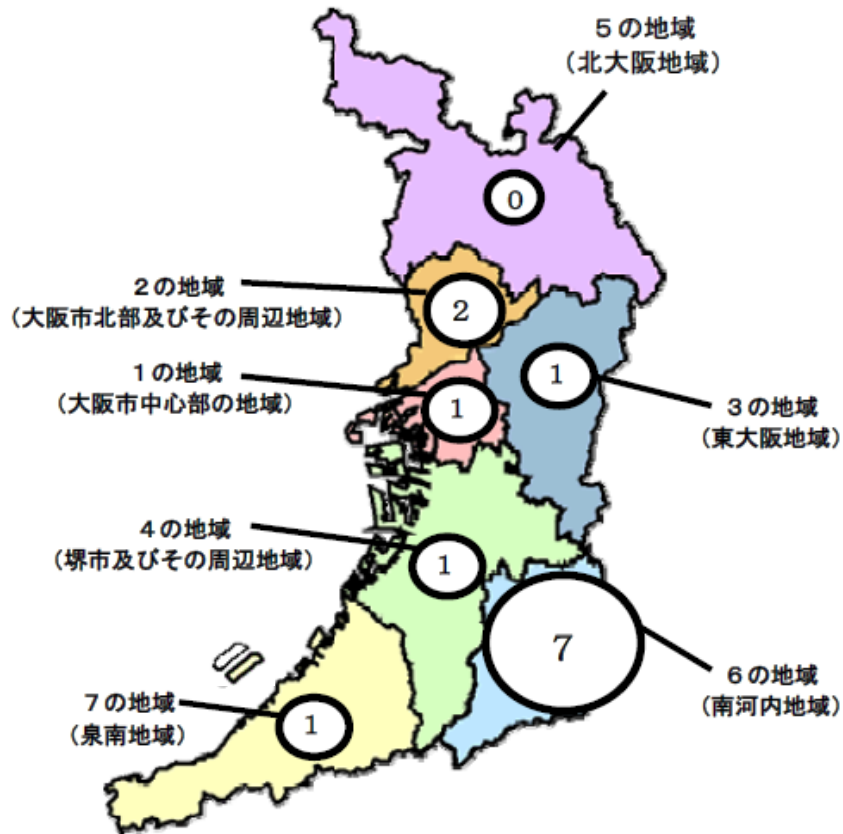 ５の地域
（北大阪地域）
0
２の地域
（大阪市北部及びその周辺地域）
2
１の地域
（大阪市中心部の地域）
1
1
３の地域
（東大阪地域）
４の地域
（堺市及びその周辺地域）
1
7
６の地域
（南河内地域）
７の地域
（泉南地域）
1